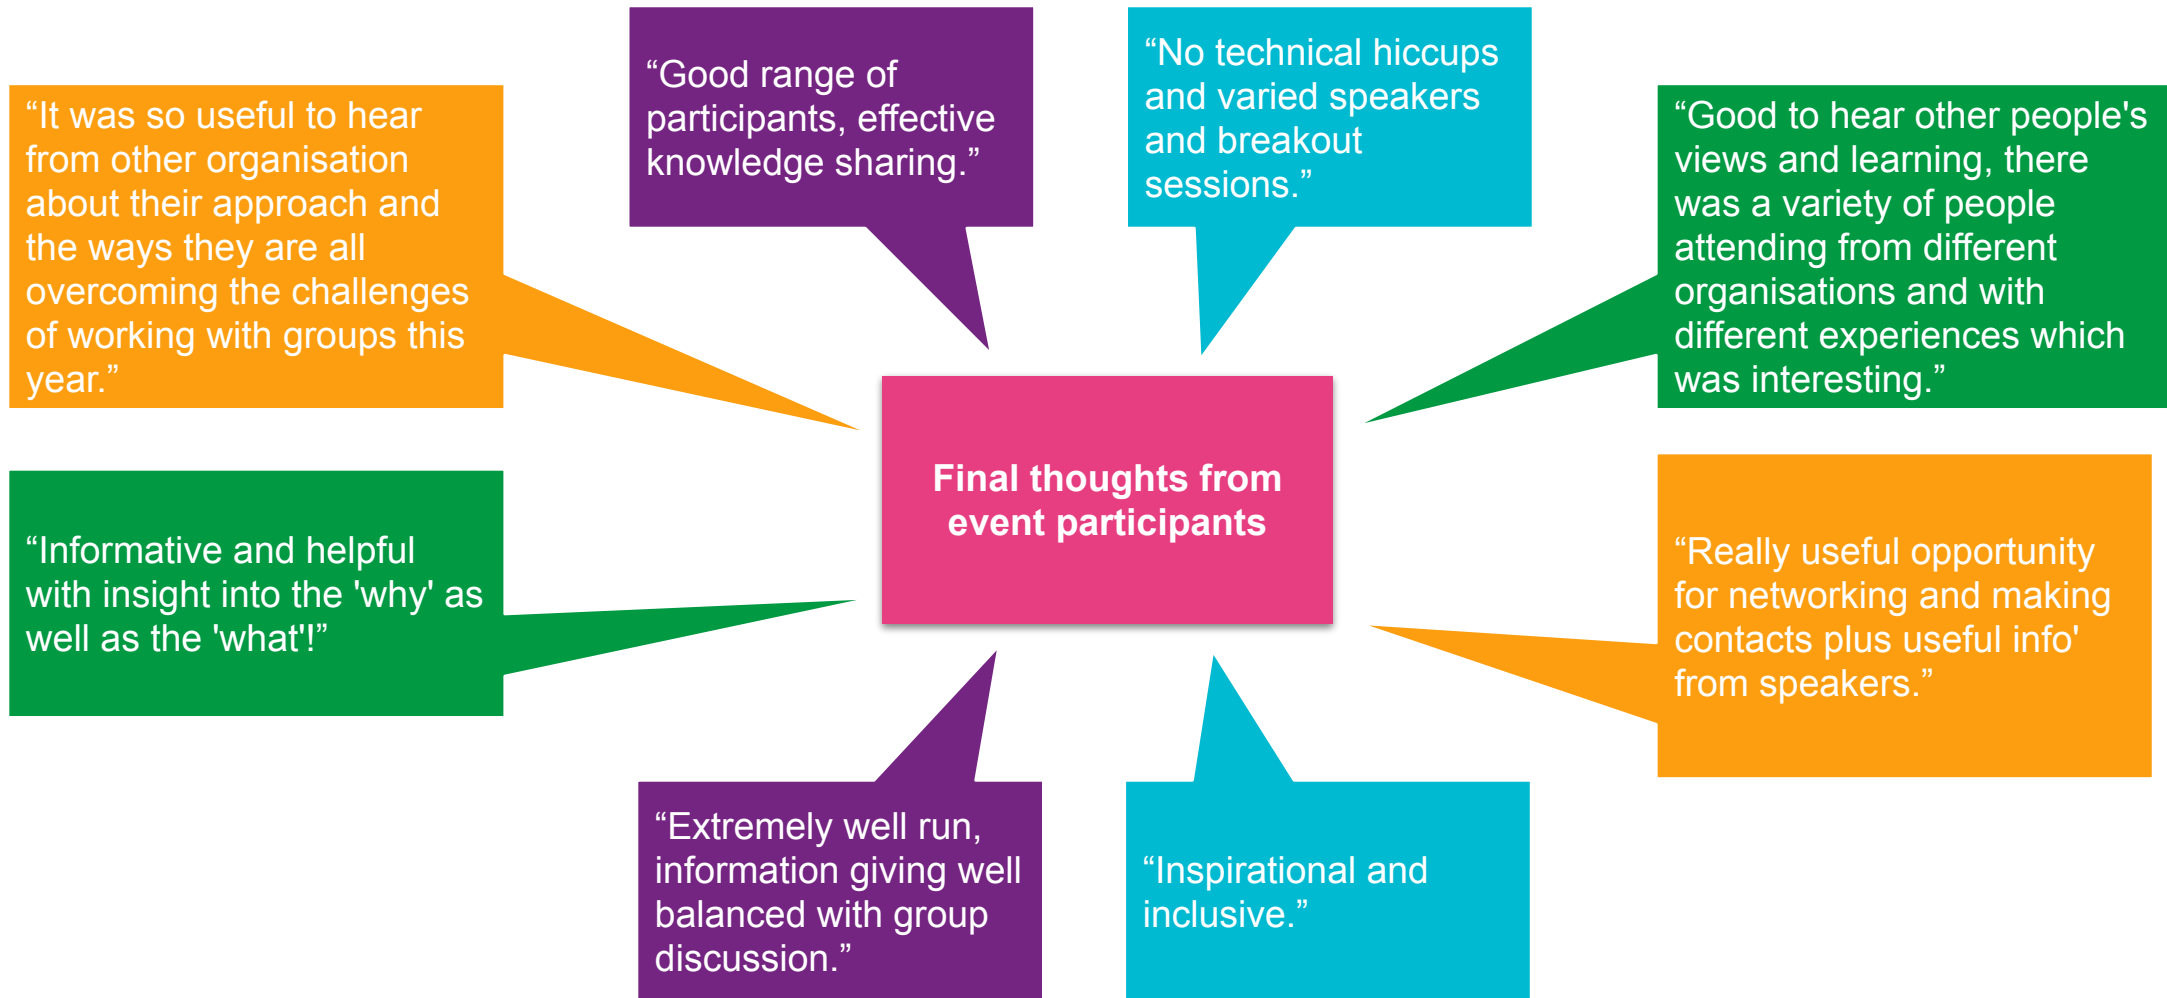 “It was so useful to hear
from other organisation
about their approach and
the ways they are all
overcoming the challenges
of working with groups this
year.”
“Good range of
participants, effective
knowledge sharing.”
“No technical hiccups
and varied speakers
and breakout
sessions.”
“Good to hear other people's
views and learning, there
was a variety of people
attending from different
organisations and with
different experiences which
was interesting.”
Final thoughts from
event participants
“Informative and helpful
with insight into the 'why' as
well as the 'what'!”
“Really useful opportunity
for networking and making
contacts plus useful info'
from speakers.”
“Extremely well run,
information giving well
balanced with group
discussion.”
“Inspirational and
inclusive.”